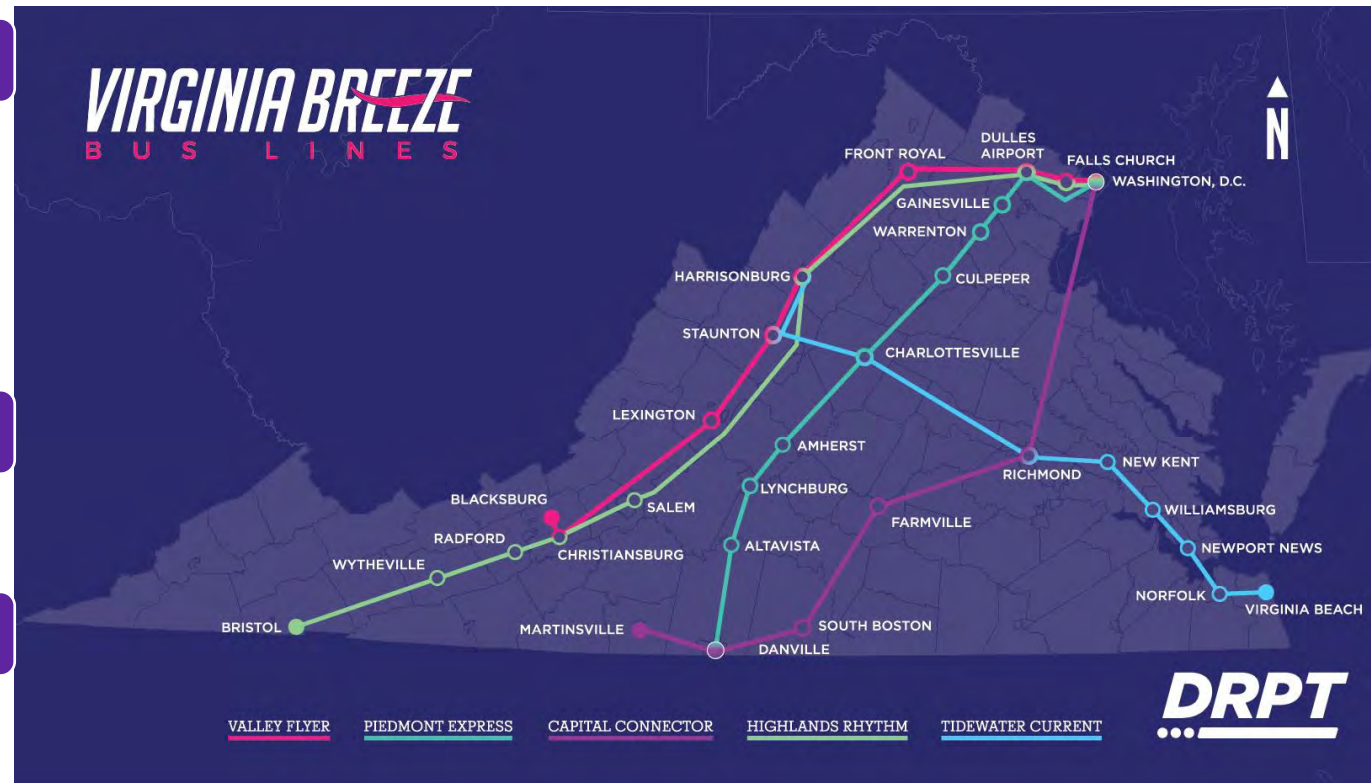 VIRGINIA BREEZE
BUS LINES
N
DULLES
AIRPORT
FRONT ROYAL
FALLS CHURCH
WASHINGTON, D.C.
GAINESVILLE
WARRENTON
HARRISONBURG
CULPEPER
STAUNTON
CHARLOTTESVILLE
LEXINGTON
AMHERST
RICHMOND
NEW KENT
BLACKSBURG
SALEM
LYNCHBURG
FARMVILLE
WILLIAMSBURG
RADFORD
CHRISTIANSBURG
ALTAVISTA
NEWPORT NEWS
WYTHEVILLE
NORFOLK
VIRGINIA BEACH
BRISTOL
MARTINSVILLE
SOUTH BOSTON
DANVILLE
DRPT
VALLEY FLYER
PIEDMONT EXPRESS
CAPITAL CONNECTOR
HIGHLANDS RHYTHM
TIDEWATER CURRENT